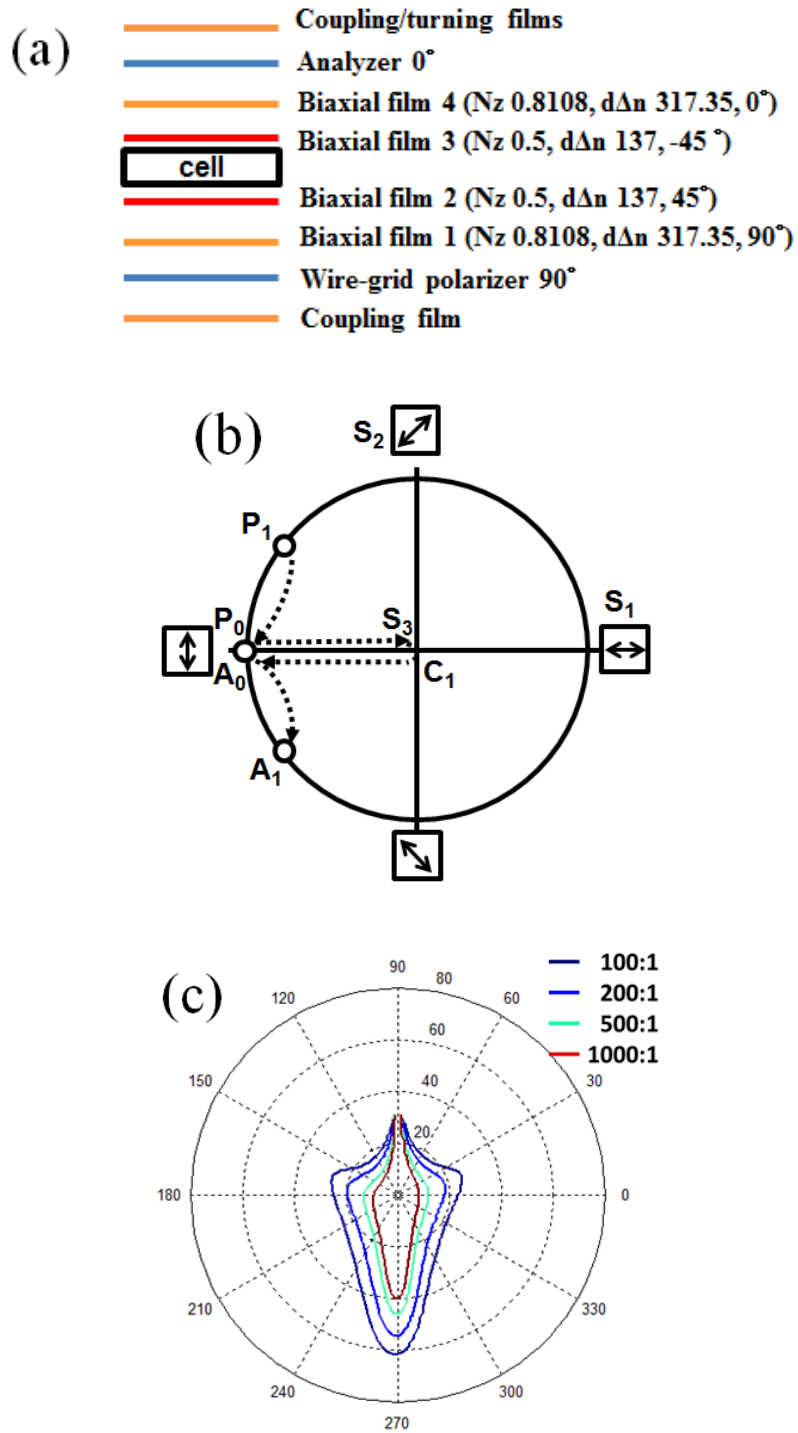 (a)
Coupling/turning films
Analyzer 0°
Biaxial film 4 (Nz 0.8108, dΔn 317.35, 0°)
Biaxial film 3 (Nz 0.5, dΔn 137, -45 °)
cell
Biaxial film 2 (Nz 0.5, dΔn 137, 45°)
Biaxial film 1 (Nz 0.8108, dΔn 317.35, 90°)
Wire-grid polarizer 90°
Coupling film
(b)
S2
P1
P0
S3
S1
A0
C1
A1
(c)
100:1
200:1
500:1
1000:1
90
80
120
60
60
150
40
30
20
180
0
210
330
240
300
270